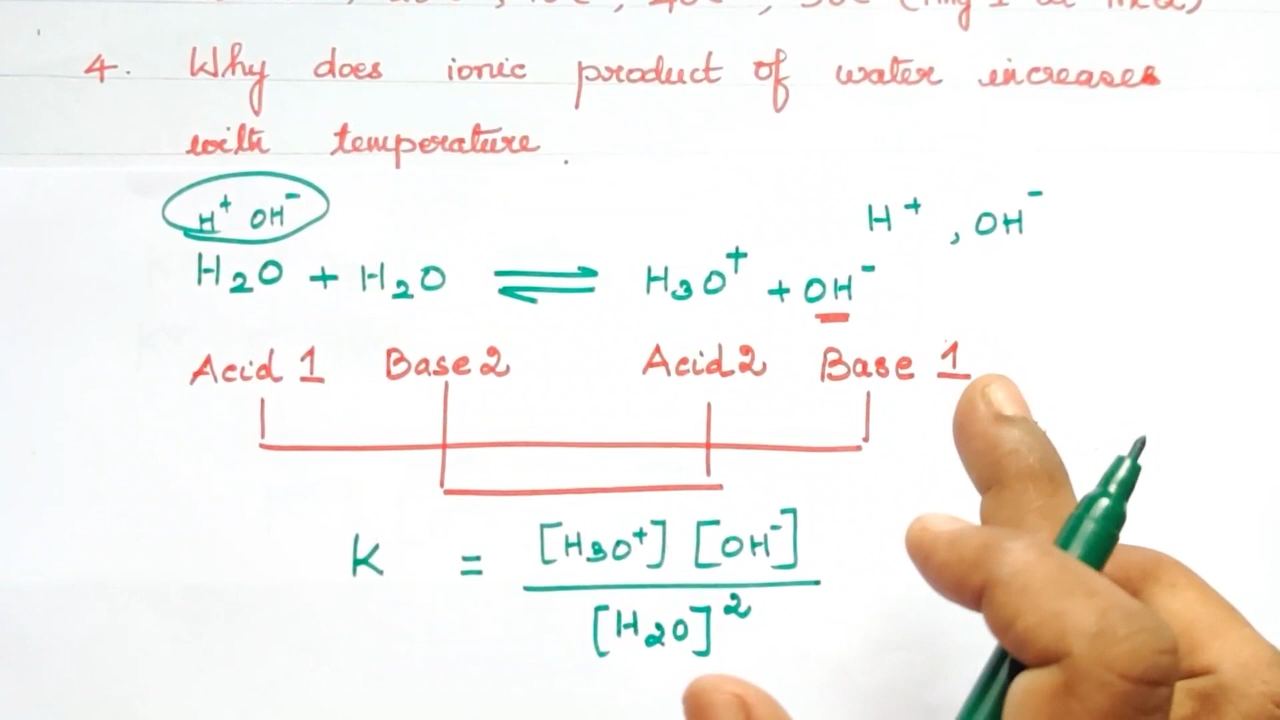 4. Why does ionic product of water increases
with temperature.
H⁺ OH⁻
H⁺, OH⁻
H₂O + H₂O ⇌ H₃O⁺ + OH⁻
Acid 1 Base 2 Acid 2 Base 1
K = [H₃O⁺] [OH⁻]
[H₂O]²